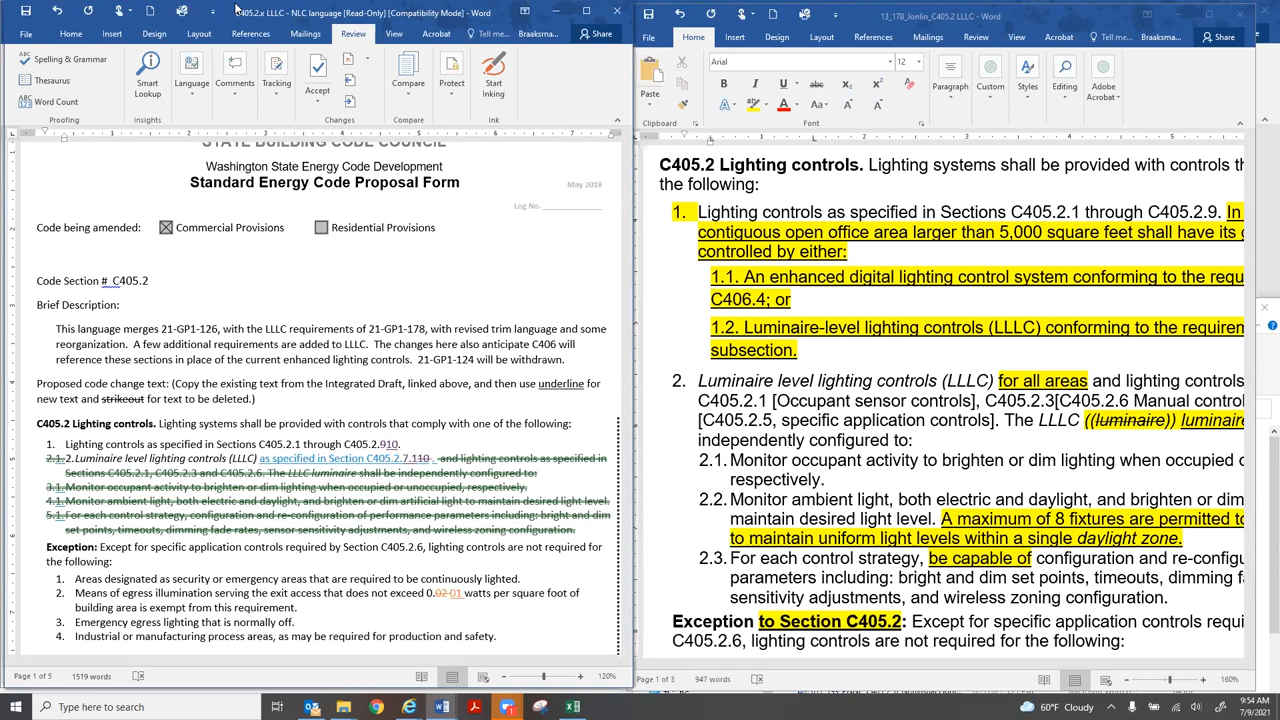 C405.2.x LLLC - NLC - Word
File Home Insert Design Layout References Mailings Review View Acrobat Tell me... Braaksma... Share
Spelling & Grammar
Thesaurus
Word Count
Smart Lookup
Language
Comments
Tracking
Accept
Compare
Protect
Start Inking
Proofing Insights Changes Compare Ink
STATE BUILDING CODE COUNCIL
Washington State Energy Code Development
Standard Energy Code Proposal Form
May 2018
Log No. ____________
Code being amended: Commercial Provisions Residential Provisions
Code Section # C405.2
Brief Description:
This language merges 21-GP1-126, with the LLLC requirements of 21-GP1-178, with revised trim language and some
reorganization. A few additional requirements are added to LLLC. The changes here also anticipate C406 will
reference these sections in place of the current enhanced lighting controls. 21-GP1-124 will be withdrawn.
Proposed code change text: (Copy the existing text from the Integrated Draft, linked above, and then use underline for
new text and strikeout for text to be deleted.)
C405.2 Lighting controls. Lighting systems shall be provided with controls that comply with one of the following:
1. Lighting controls as specified in Sections C405.2.1 through C405.2.910.
2.1.2.Luminaire level lighting controls (LLLC) as specified in Section C405.2.7.110 . and lighting controls as specified in
Sections C405.2.1, C405.2.3 and C405.2.6. The LLLC luminaire shall be independently configured to:
3.1.Monitor occupant activity to brighten or dim lighting when occupied or unoccupied, respectively.
4.1.Monitor ambient light, both electric and daylight, and brighten or dim artificial light to maintain desired light level.
5.1.For each control strategy, configuration and re-configuration of performance parameters including: bright and dim
set points, timeouts, dimming fade rates, sensor sensitivity adjustments, and wireless zoning configuration.
Exception: Except for specific application controls required by Section C405.2.6, lighting controls are not required for
the following:
1. Areas designated as security or emergency areas that are required to be continuously lighted.
2. Means of egress illumination serving the exit access that does not exceed 0.02 01 watts per square foot of
building area is exempt from this requirement.
3. Emergency egress lighting that is normally off.
4. Industrial or manufacturing process areas, as may be required for production and safety.
Page 1 of 5 1519 words 120%
13_178_Jonlin_C405.2 LLLC - Word
File Home Insert Design Layout References Mailings Review View Acrobat Tell me... Braaksma... Share
Paste
Arial 12
B I U abc x₂ x²
A ab A Aa A A
Paragraph
Custom
Styles
Editing
Adobe Acrobat
Clipboard Font
C405.2 Lighting controls. Lighting systems shall be provided with controls th
the following:
1. Lighting controls as specified in Sections C405.2.1 through C405.2.9. In
contiguous open office area larger than 5,000 square feet shall have its
controlled by either:
1.1. An enhanced digital lighting control system conforming to the requ
C406.4; or
1.2. Luminaire-level lighting controls (LLLC) conforming to the requirem
subsection.
2. Luminaire level lighting controls (LLLC) for all areas and lighting controls
C405.2.1 [Occupant sensor controls], C405.2.3[C405.2.6 Manual control
[C405.2.5, specific application controls]. The LLLC ((luminaire)) luminaire
independently configured to:
2.1. Monitor occupant activity to brighten or dim lighting when occupied o
respectively.
2.2. Monitor ambient light, both electric and daylight, and brighten or dim
maintain desired light level. A maximum of 8 fixtures are permitted to
to maintain uniform light levels within a single daylight zone.
2.3. For each control strategy, be capable of configuration and re-configu
parameters including: bright and dim set points, timeouts, dimming f
sensitivity adjustments, and wireless zoning configuration.
Exception to Section C405.2: Except for specific application controls requi
C405.2.6, lighting controls are not required for the following:
Page 1 of 3 947 words 160%
Type here to search
60°F Cloudy
9:54 AM
7/9/2021